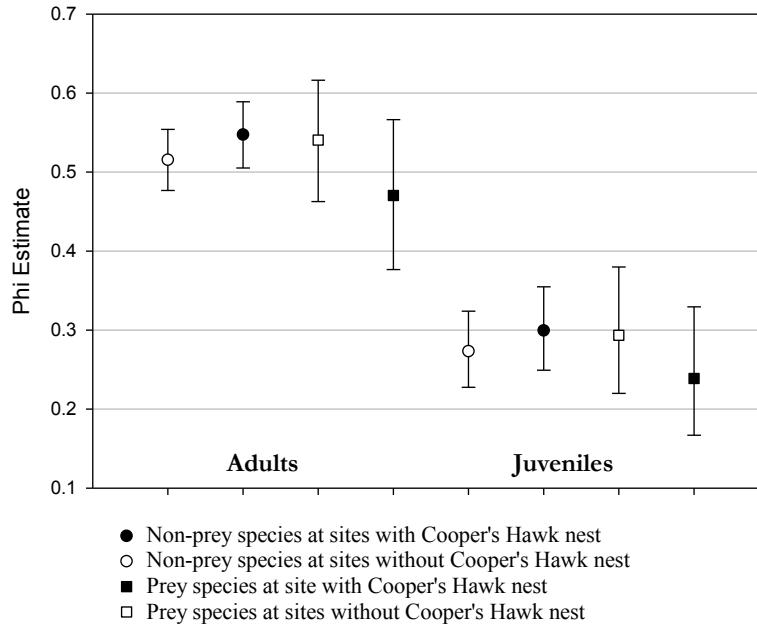 0.7
0.6
0.5
0.4
0.3
0.2
0.1
Phi Estimate
Adults
Juveniles
Non-prey species at sites with Cooper's Hawk nest
Non-prey species at sites without Cooper's Hawk nest
Prey species at site with Cooper's Hawk nest
Prey species at sites without Cooper's Hawk nest